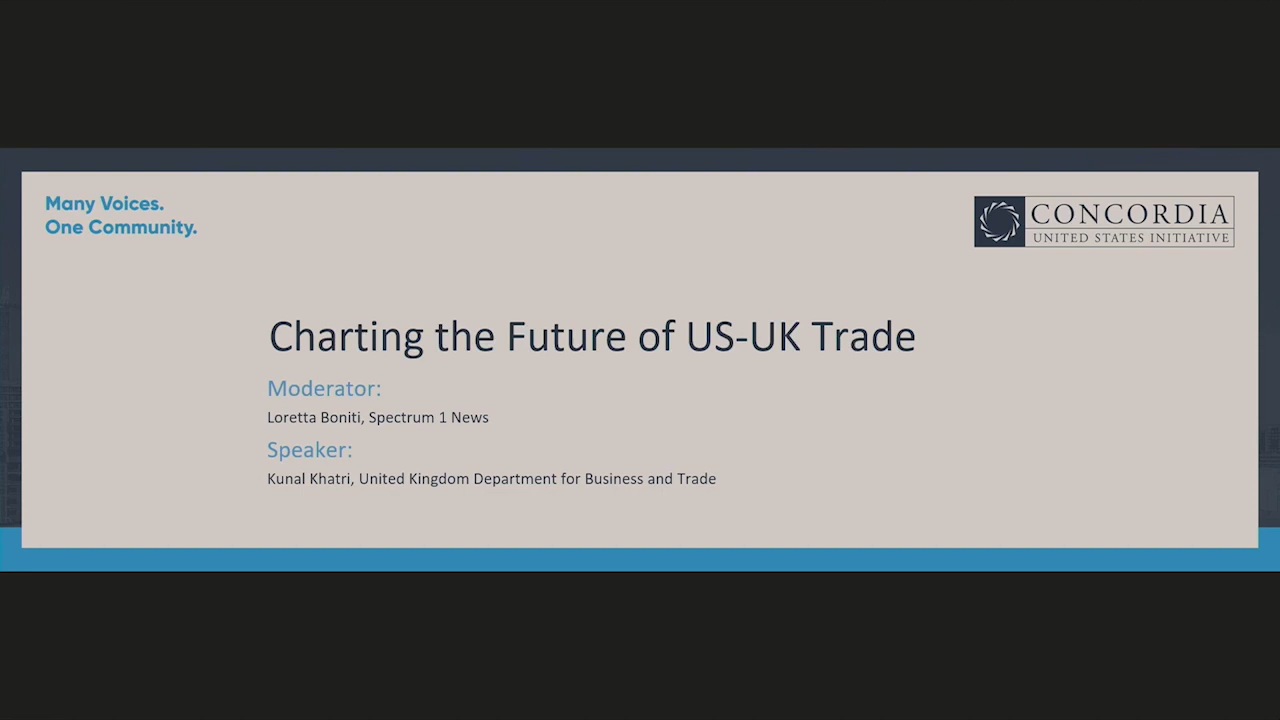 Many Voices.
One Community.
CONCORDIA
UNITED STATES INITIATIVE
Charting the Future of US-UK Trade
Moderator:
Loretta Boniti, Spectrum 1 News
Speaker:
Kunal Khatri, United Kingdom Department for Business and Trade